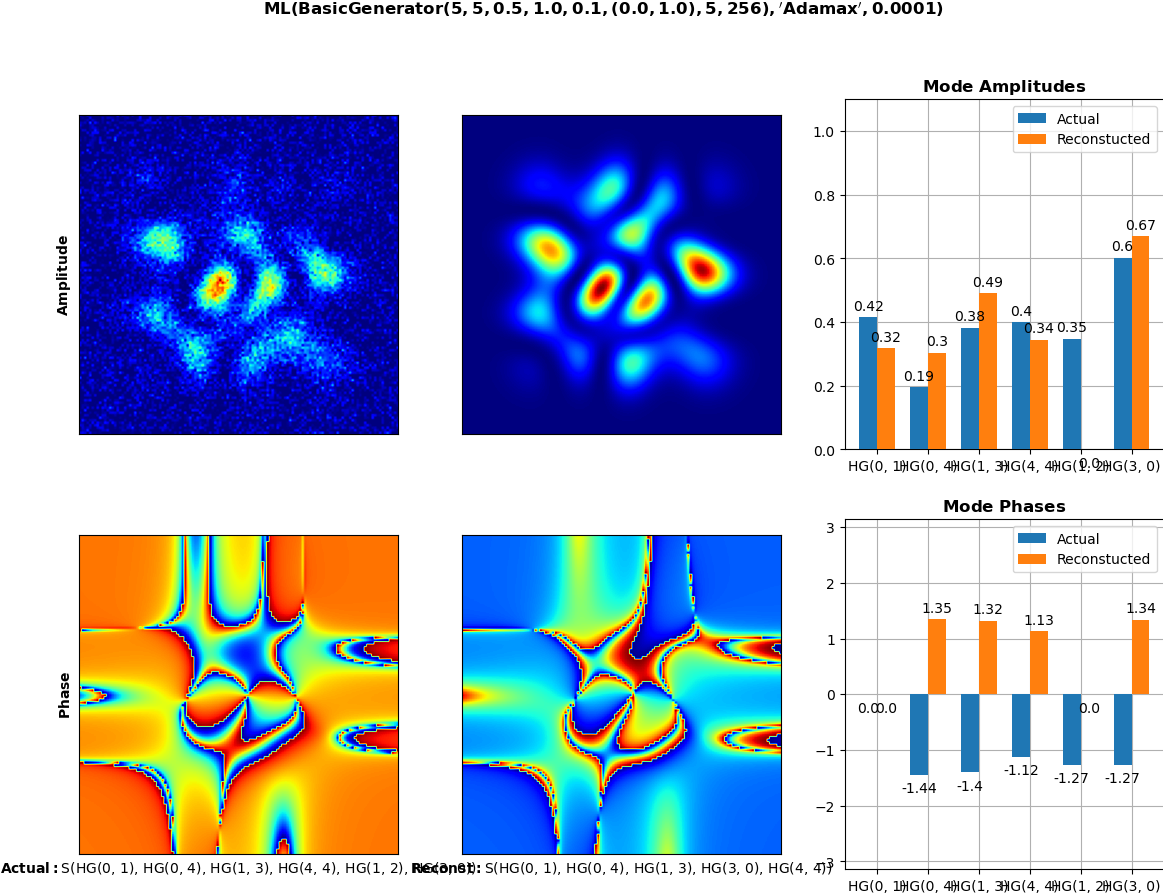 ML(BasicGenerator(5, 5, 0.5, 1.0, 0.1, (0.0, 1.0), 5, 256), 'Adamax', 0.0001)
Amplitude
Mode Amplitudes
Actual
Reconstucted
1.0
0.8
0.6
0.4
0.2
0.0
0.42
0.32
0.19
0.3
0.38
0.49
0.4
0.34
0.35
0.0
0.6
0.67
HG(0, 1)
HG(0, 4)
HG(1, 3)
HG(4, 4)
HG(1, 2)
HG(3, 0)
Phase
Mode Phases
Actual
Reconstucted
3
2
1
0
−1
−2
−3
0.0
0.0
-1.44
1.35
-1.4
1.32
-1.12
1.13
-1.27
0.0
-1.27
1.34
HG(0, 1)
HG(0, 4)
HG(1, 3)
HG(4, 4)
HG(1, 2)
HG(3, 0)
Actual: S(HG(0, 1), HG(0, 4), HG(1, 3), HG(4, 4), HG(1, 2), HG(3, 0))
Reconst: S(HG(0, 1), HG(0, 4), HG(1, 3), HG(3, 0), HG(4, 4))